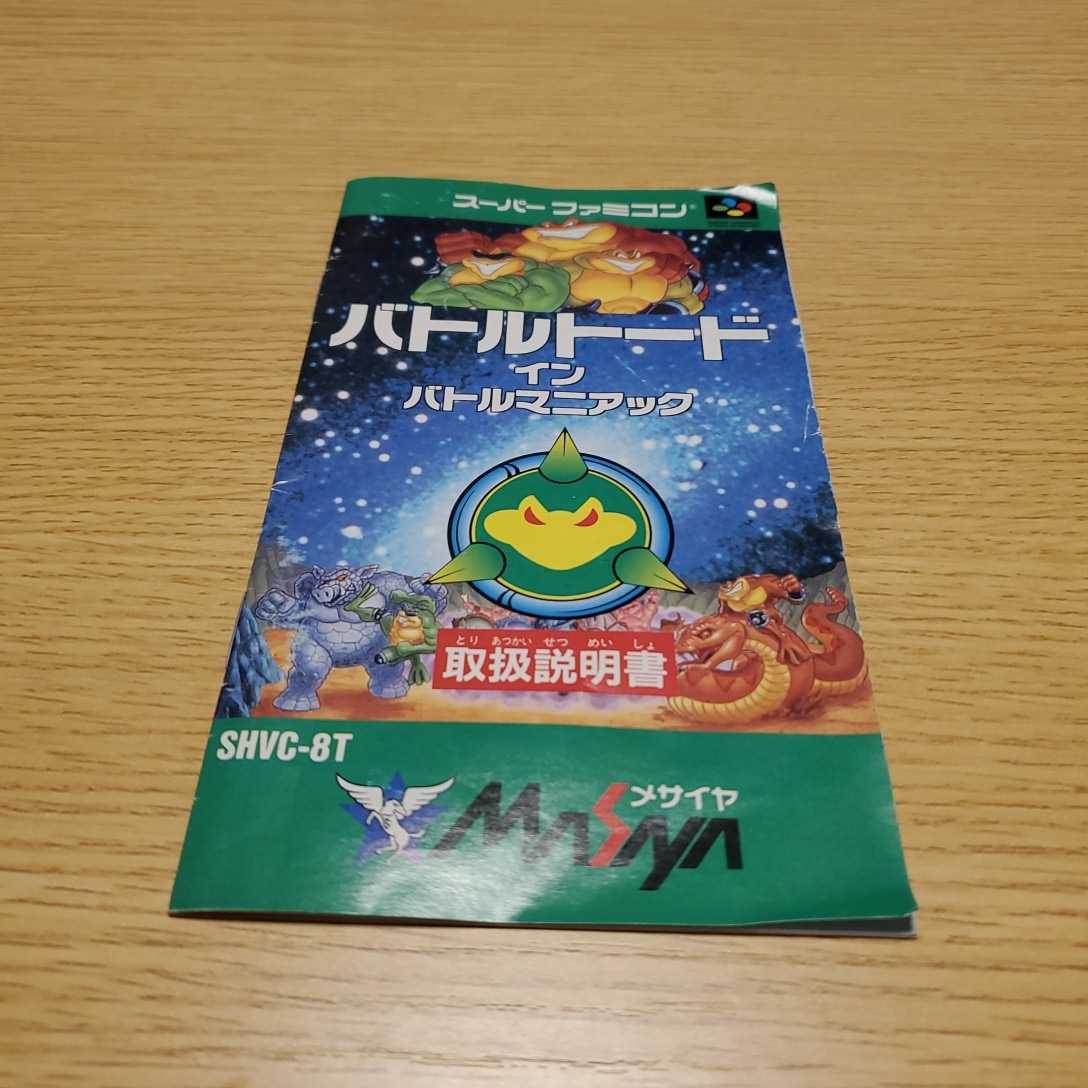 スーパーファミコン®
バトルトード
イン
バトルマニアック
とり あつかい せつ めい しょ
取扱説明書
SHVC-8T
メサイヤ
MASAYA